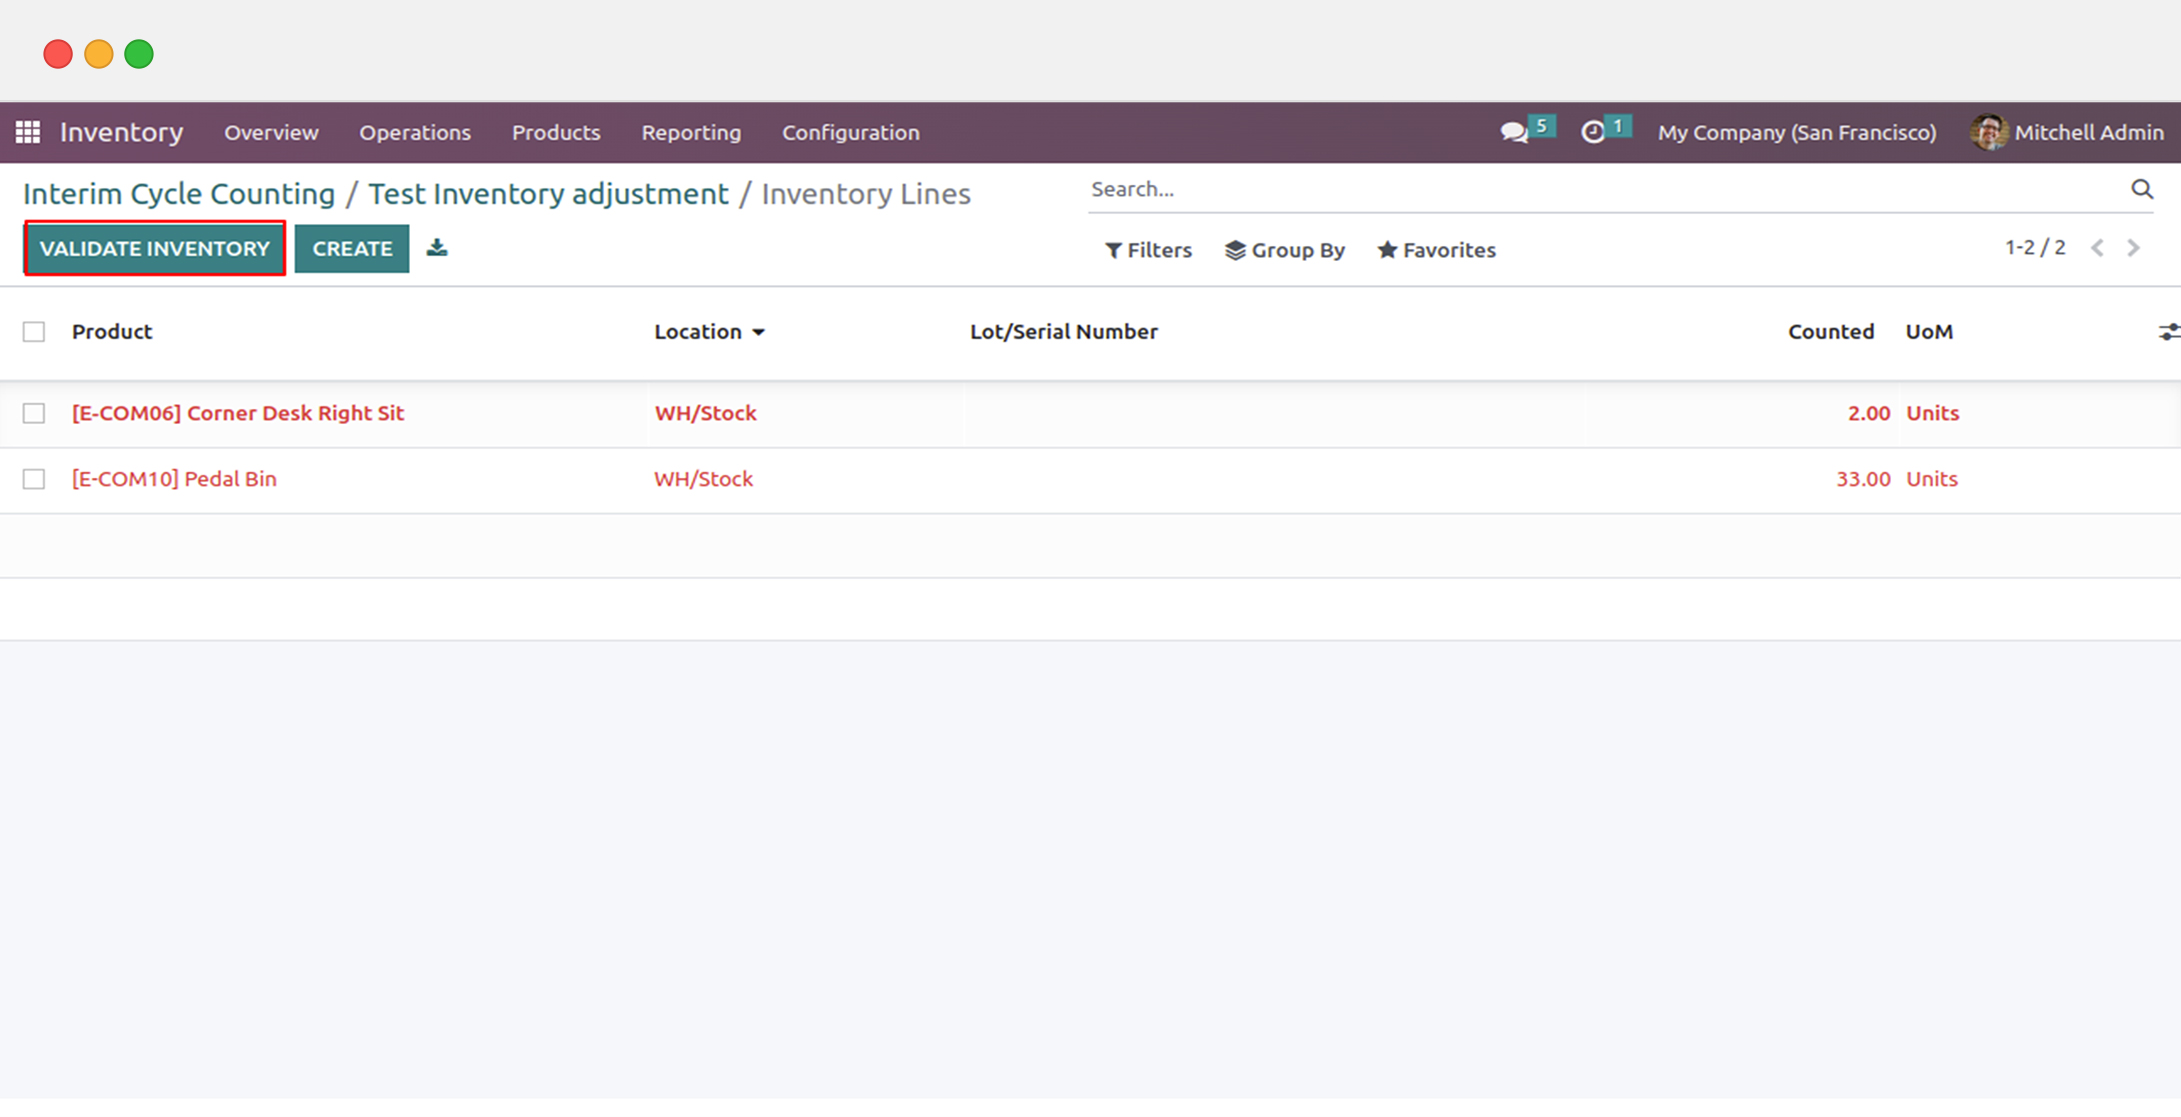 Inventory Overview Operations Products Reporting Configuration 5 1 My Company (San Francisco) Mitchell Admin
Interim Cycle Counting / Test Inventory adjustment / Inventory Lines
Search...
VALIDATE INVENTORY CREATE Filters Group By Favorites 1-2 / 2
Product Location Lot/Serial Number Counted UoM
[E-COM06] Corner Desk Right Sit WH/Stock 2.00 Units
[E-COM10] Pedal Bin WH/Stock 33.00 Units